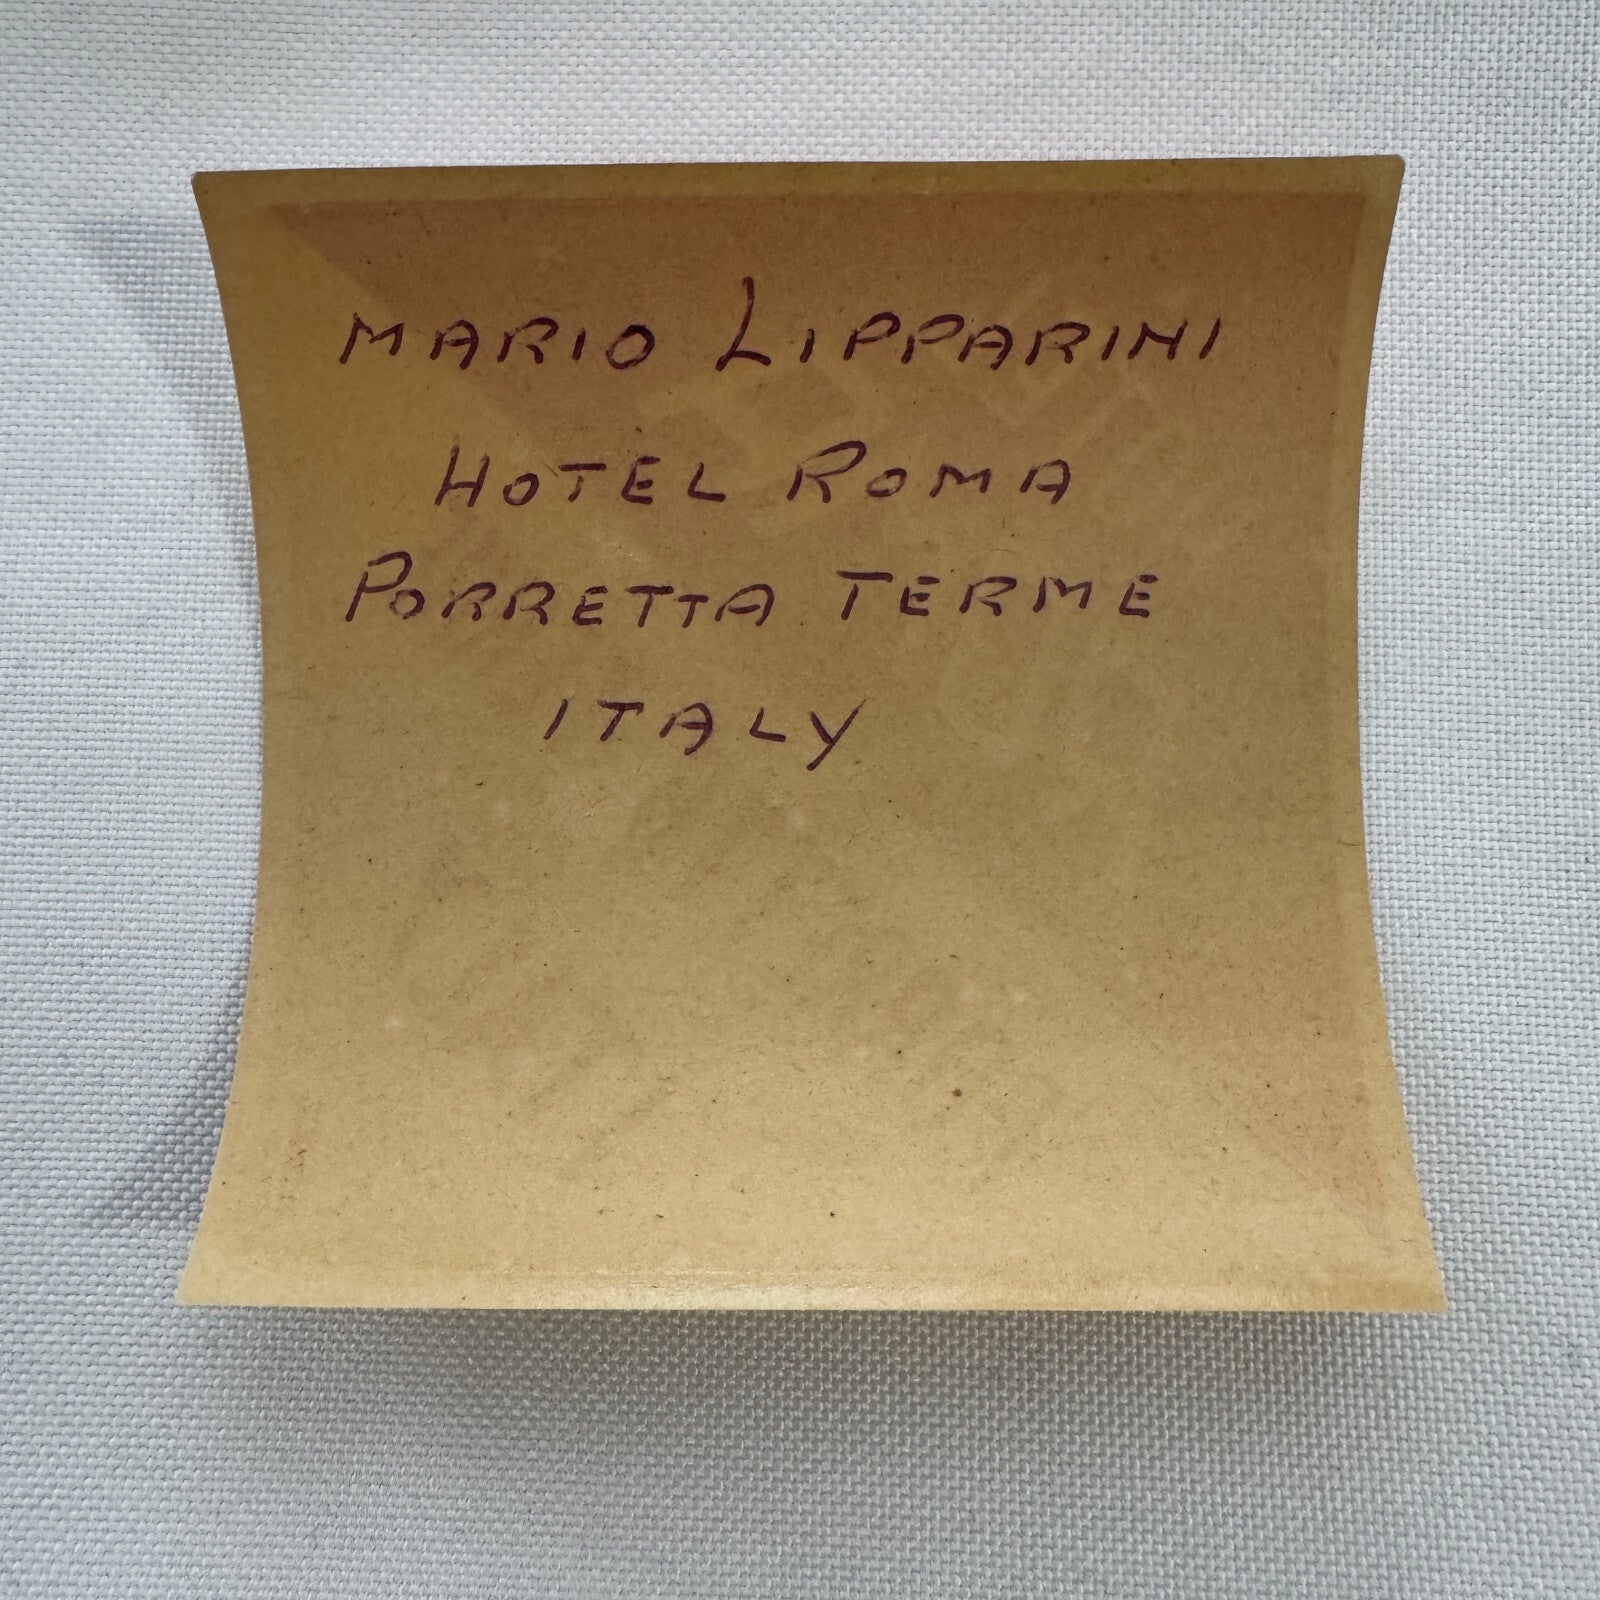 MARIO LIPPARINI
HOTEL ROMA
PORRETTA TERME
ITALY